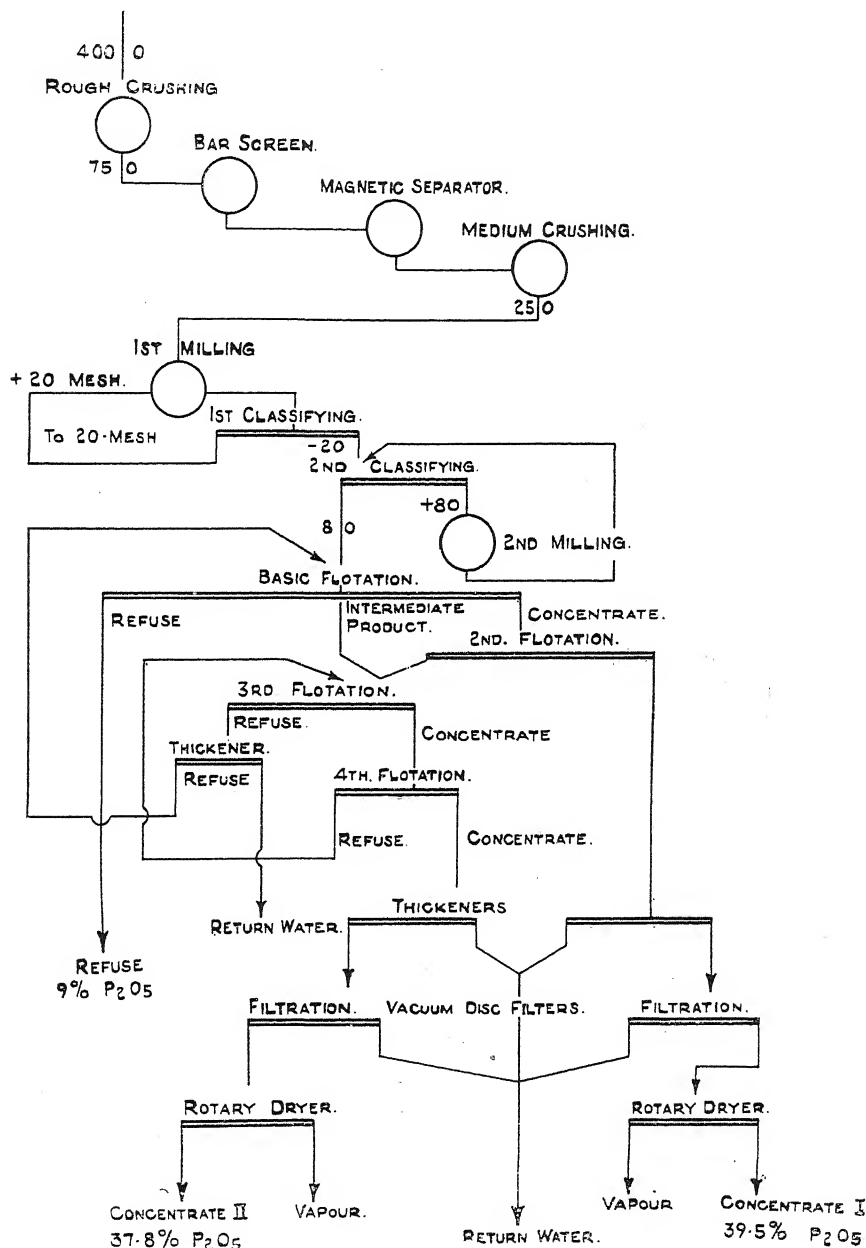 400 0
ROUGH CRUSHING
BAR SCREEN.
75 0
MAGNETIC SEPARATOR.
MEDIUM CRUSHING.
25 0
1ST MILLING
+ 20 MESH.
1ST CLASSIFYING.
TO 20-MESH
-20
2ND CLASSIFYING.
+80
8 0
2ND MILLING.
BASIC FLOTATION.
REFUSE
INTERMEDIATE
PRODUCT.
CONCENTRATE.
2ND. FLOTATION.
3RD FLOTATION.
REFUSE.
CONCENTRATE
THICKENER.
REFUSE
4TH. FLOTATION.
REFUSE.
CONCENTRATE.
THICKENERS
RETURN WATER.
REFUSE
9% P2O5
FILTRATION.
VACUUM DISC FILTERS.
FILTRATION.
ROTARY DRYER.
ROTARY DRYER.
CONCENTRATE II
37.8% P2O5
VAPOUR.
RETURN WATER.
VAPOUR
CONCENTRATE I
39.5% P2O5